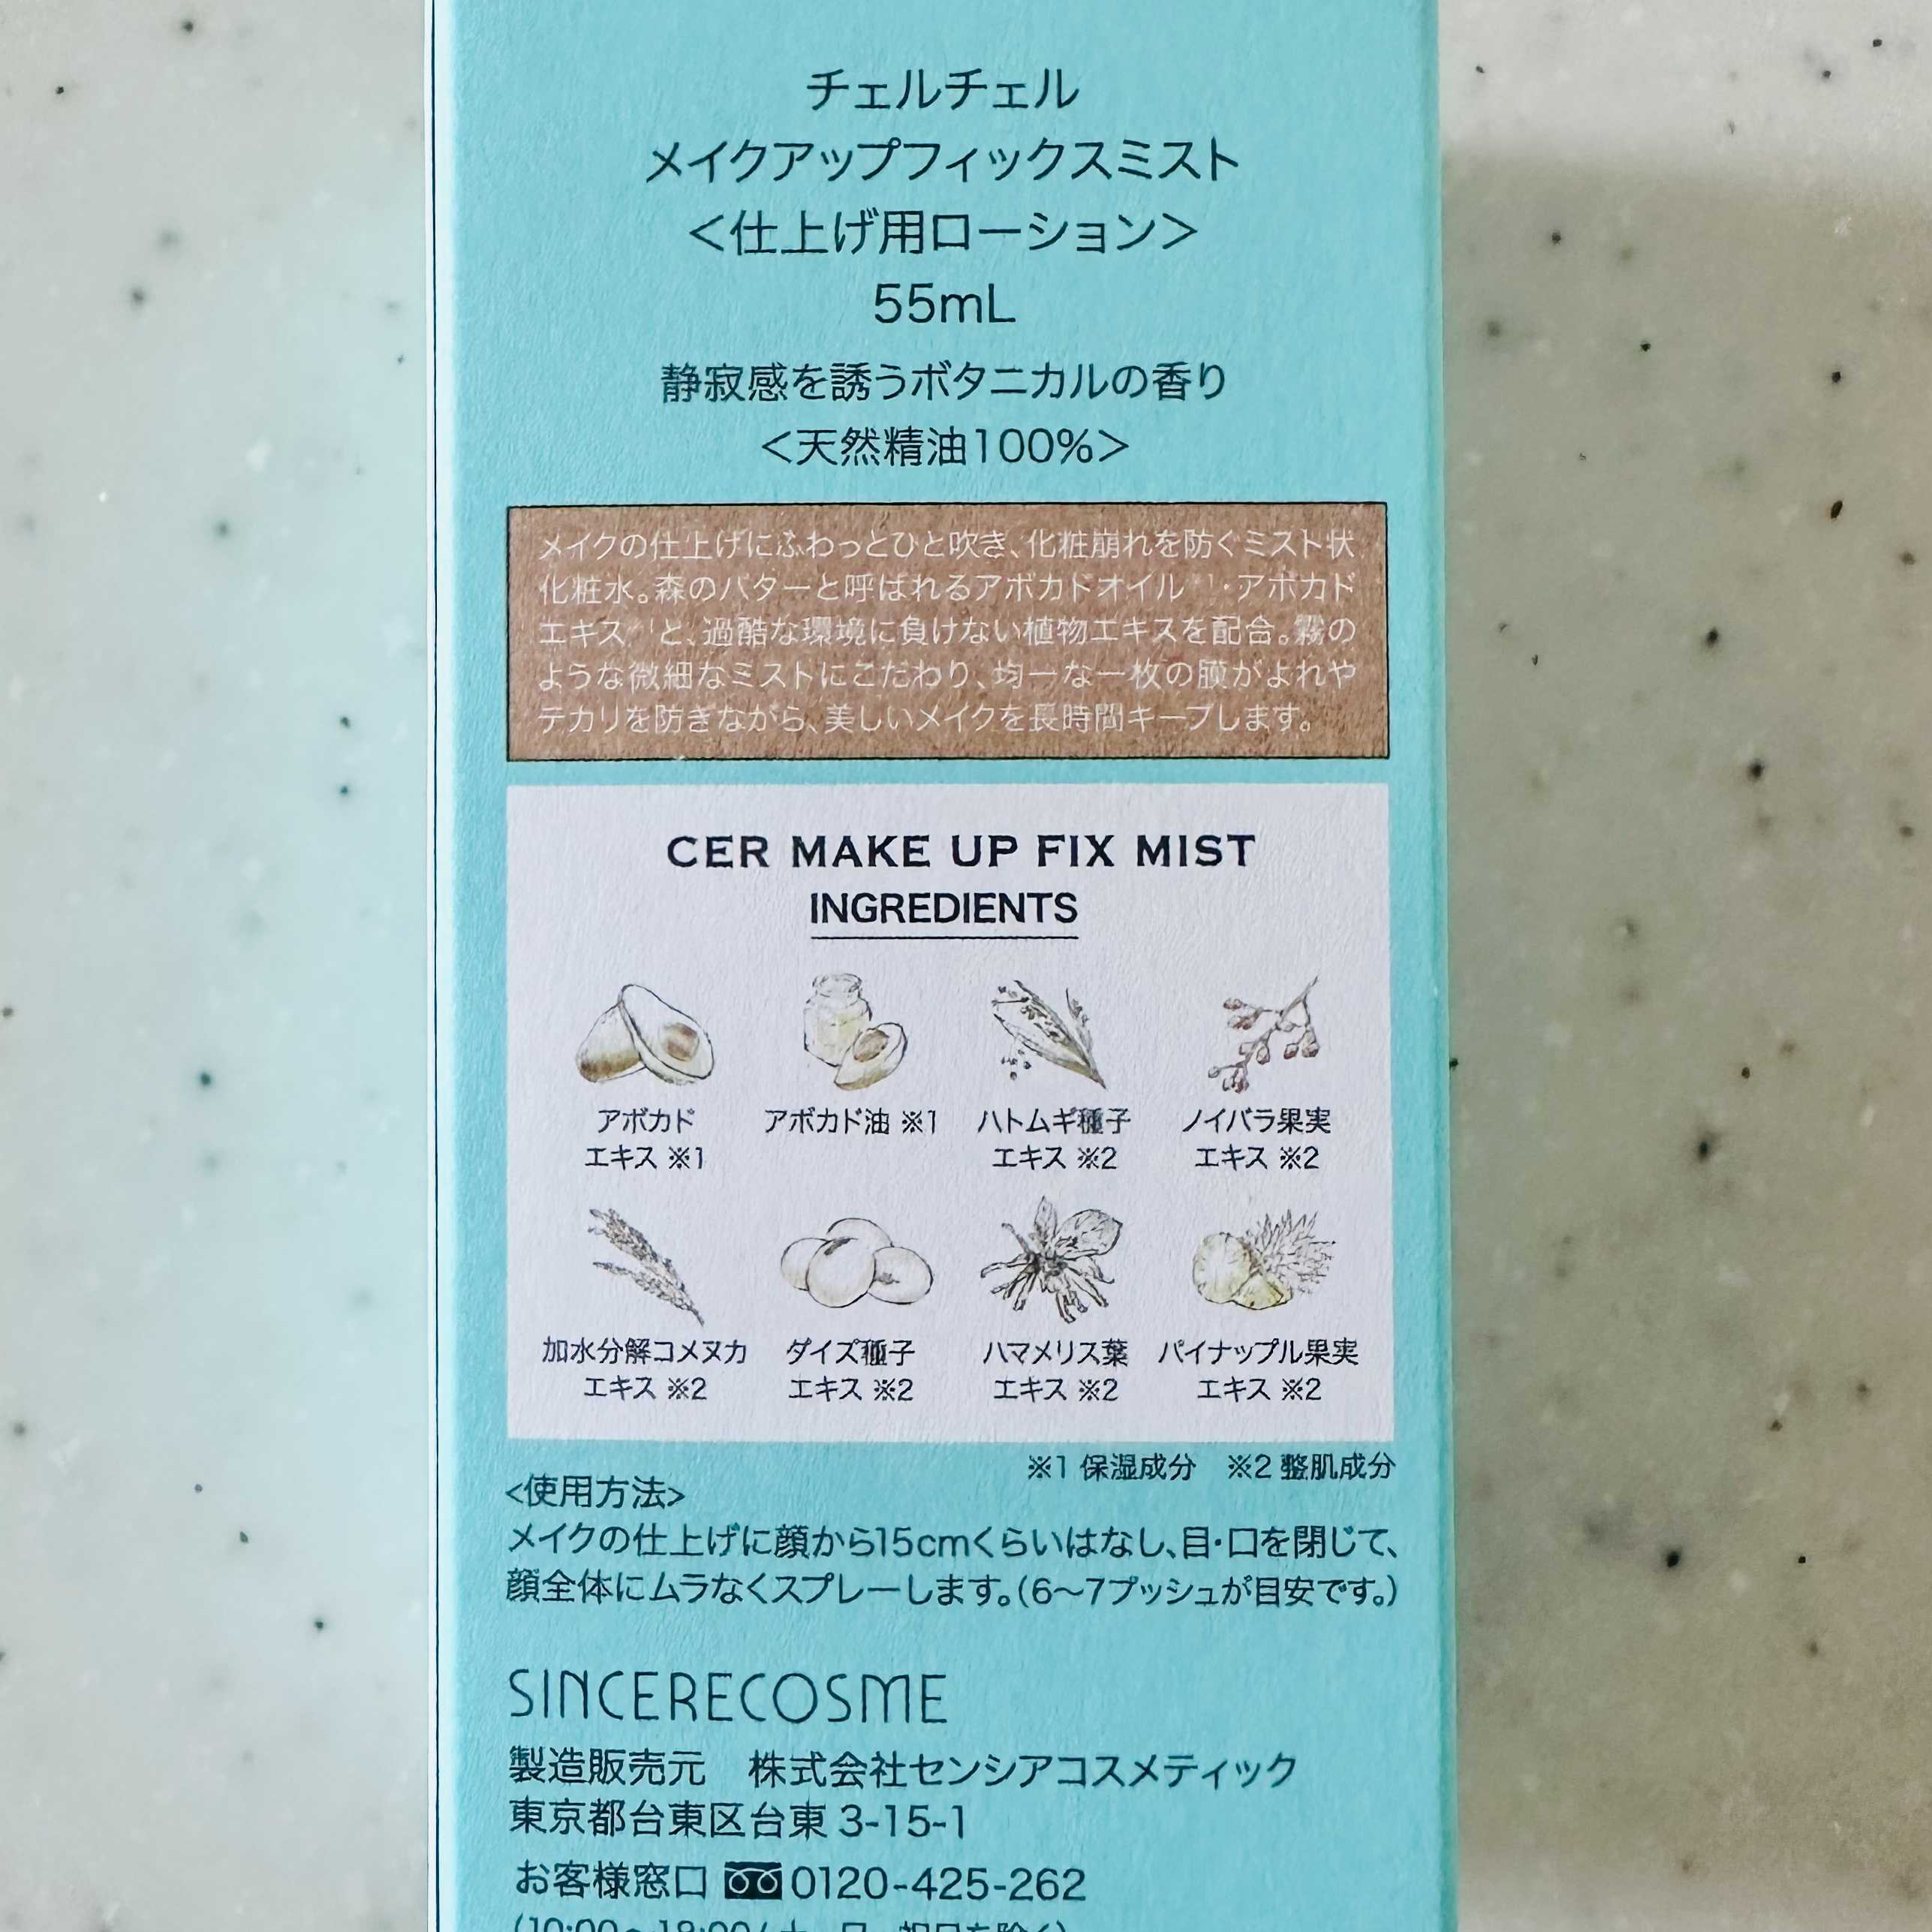 チェルチェル
メイクアップフィックスミスト
＜仕上げ用ローション＞
55mL
静寂感を誘うボタニカルの香り
＜天然精油100%＞
メイクの仕上げにふわっとひと吹き、化粧崩れを防ぐミスト状
化粧水。森のバターと呼ばれるアボカドオイル※1・アボカド
エキス※1と、過酷な環境に負けない植物エキスを配合。霧の
ような微細なミストにこだわり、均一な一枚の膜がよれや
テカリを防ぎながら、美しいメイクを長時間キープします。
CER MAKE UP FIX MIST
INGREDIENTS
アボカド
エキス ※1
アボカド油 ※1
ハトムギ種子
エキス ※2
ノイバラ果実
エキス ※2
加水分解コメヌカ
エキス ※2
ダイズ種子
エキス ※2
ハマメリス葉
エキス ※2
パイナップル果実
エキス ※2
※1 保湿成分　※2 整肌成分
<使用方法>
メイクの仕上げに顔から15cmくらいはなし、目・口を閉じて、
顔全体にムラなくスプレーします。(6〜7プッシュが目安です。)
SINCERECOSME
製造販売元　株式会社センシアコスメティック
東京都台東区台東 3-15-1
お客様窓口 0120-425-262
(10:00〜18:00/土・日・祝日を除く)